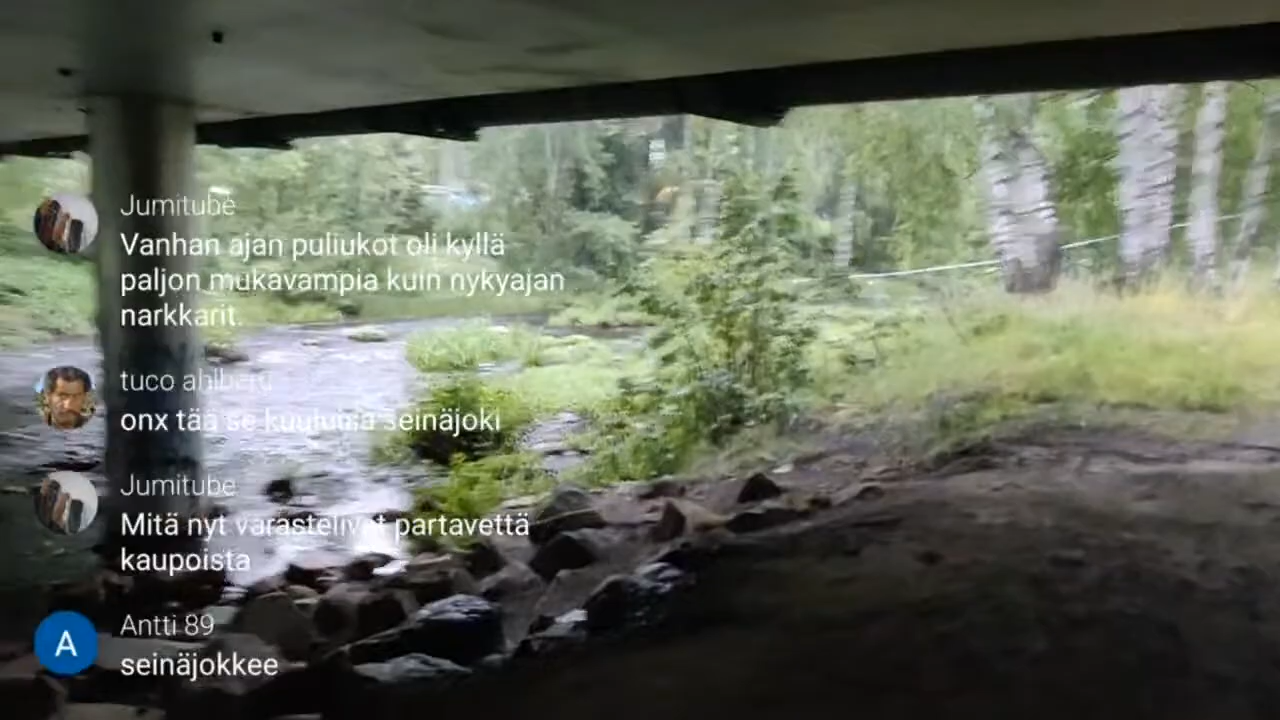 Jumitube
Vanhan ajan puliukot oli kyllä
paljon mukavampia kuin nykyajan
narkkarit.
tuco ahlberg
onx tää se kuuluisa seinäjoki
Jumitube
Mitä nyt varastelivat partavettä
kaupoista
A
Antti 89
seinäjokkee